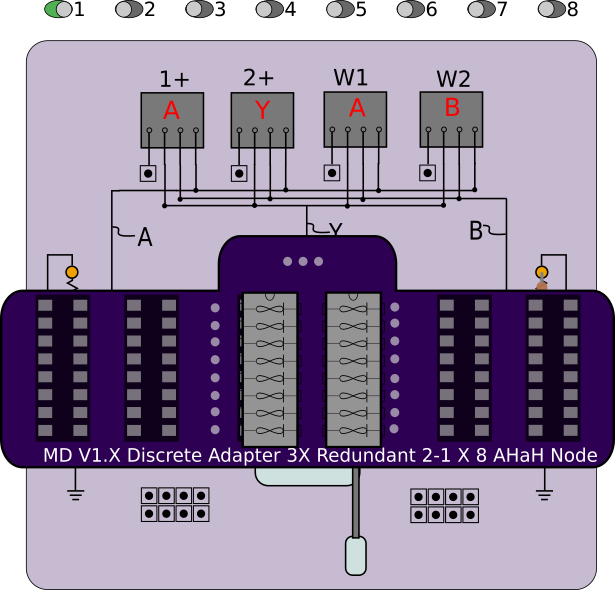 1 2 3 4 5 6 7 8
1+ 2+ W1 W2
A Y A B
A Y B
MD V1.X Discrete Adapter 3X Redundant 2-1 X 8 AHaH Node